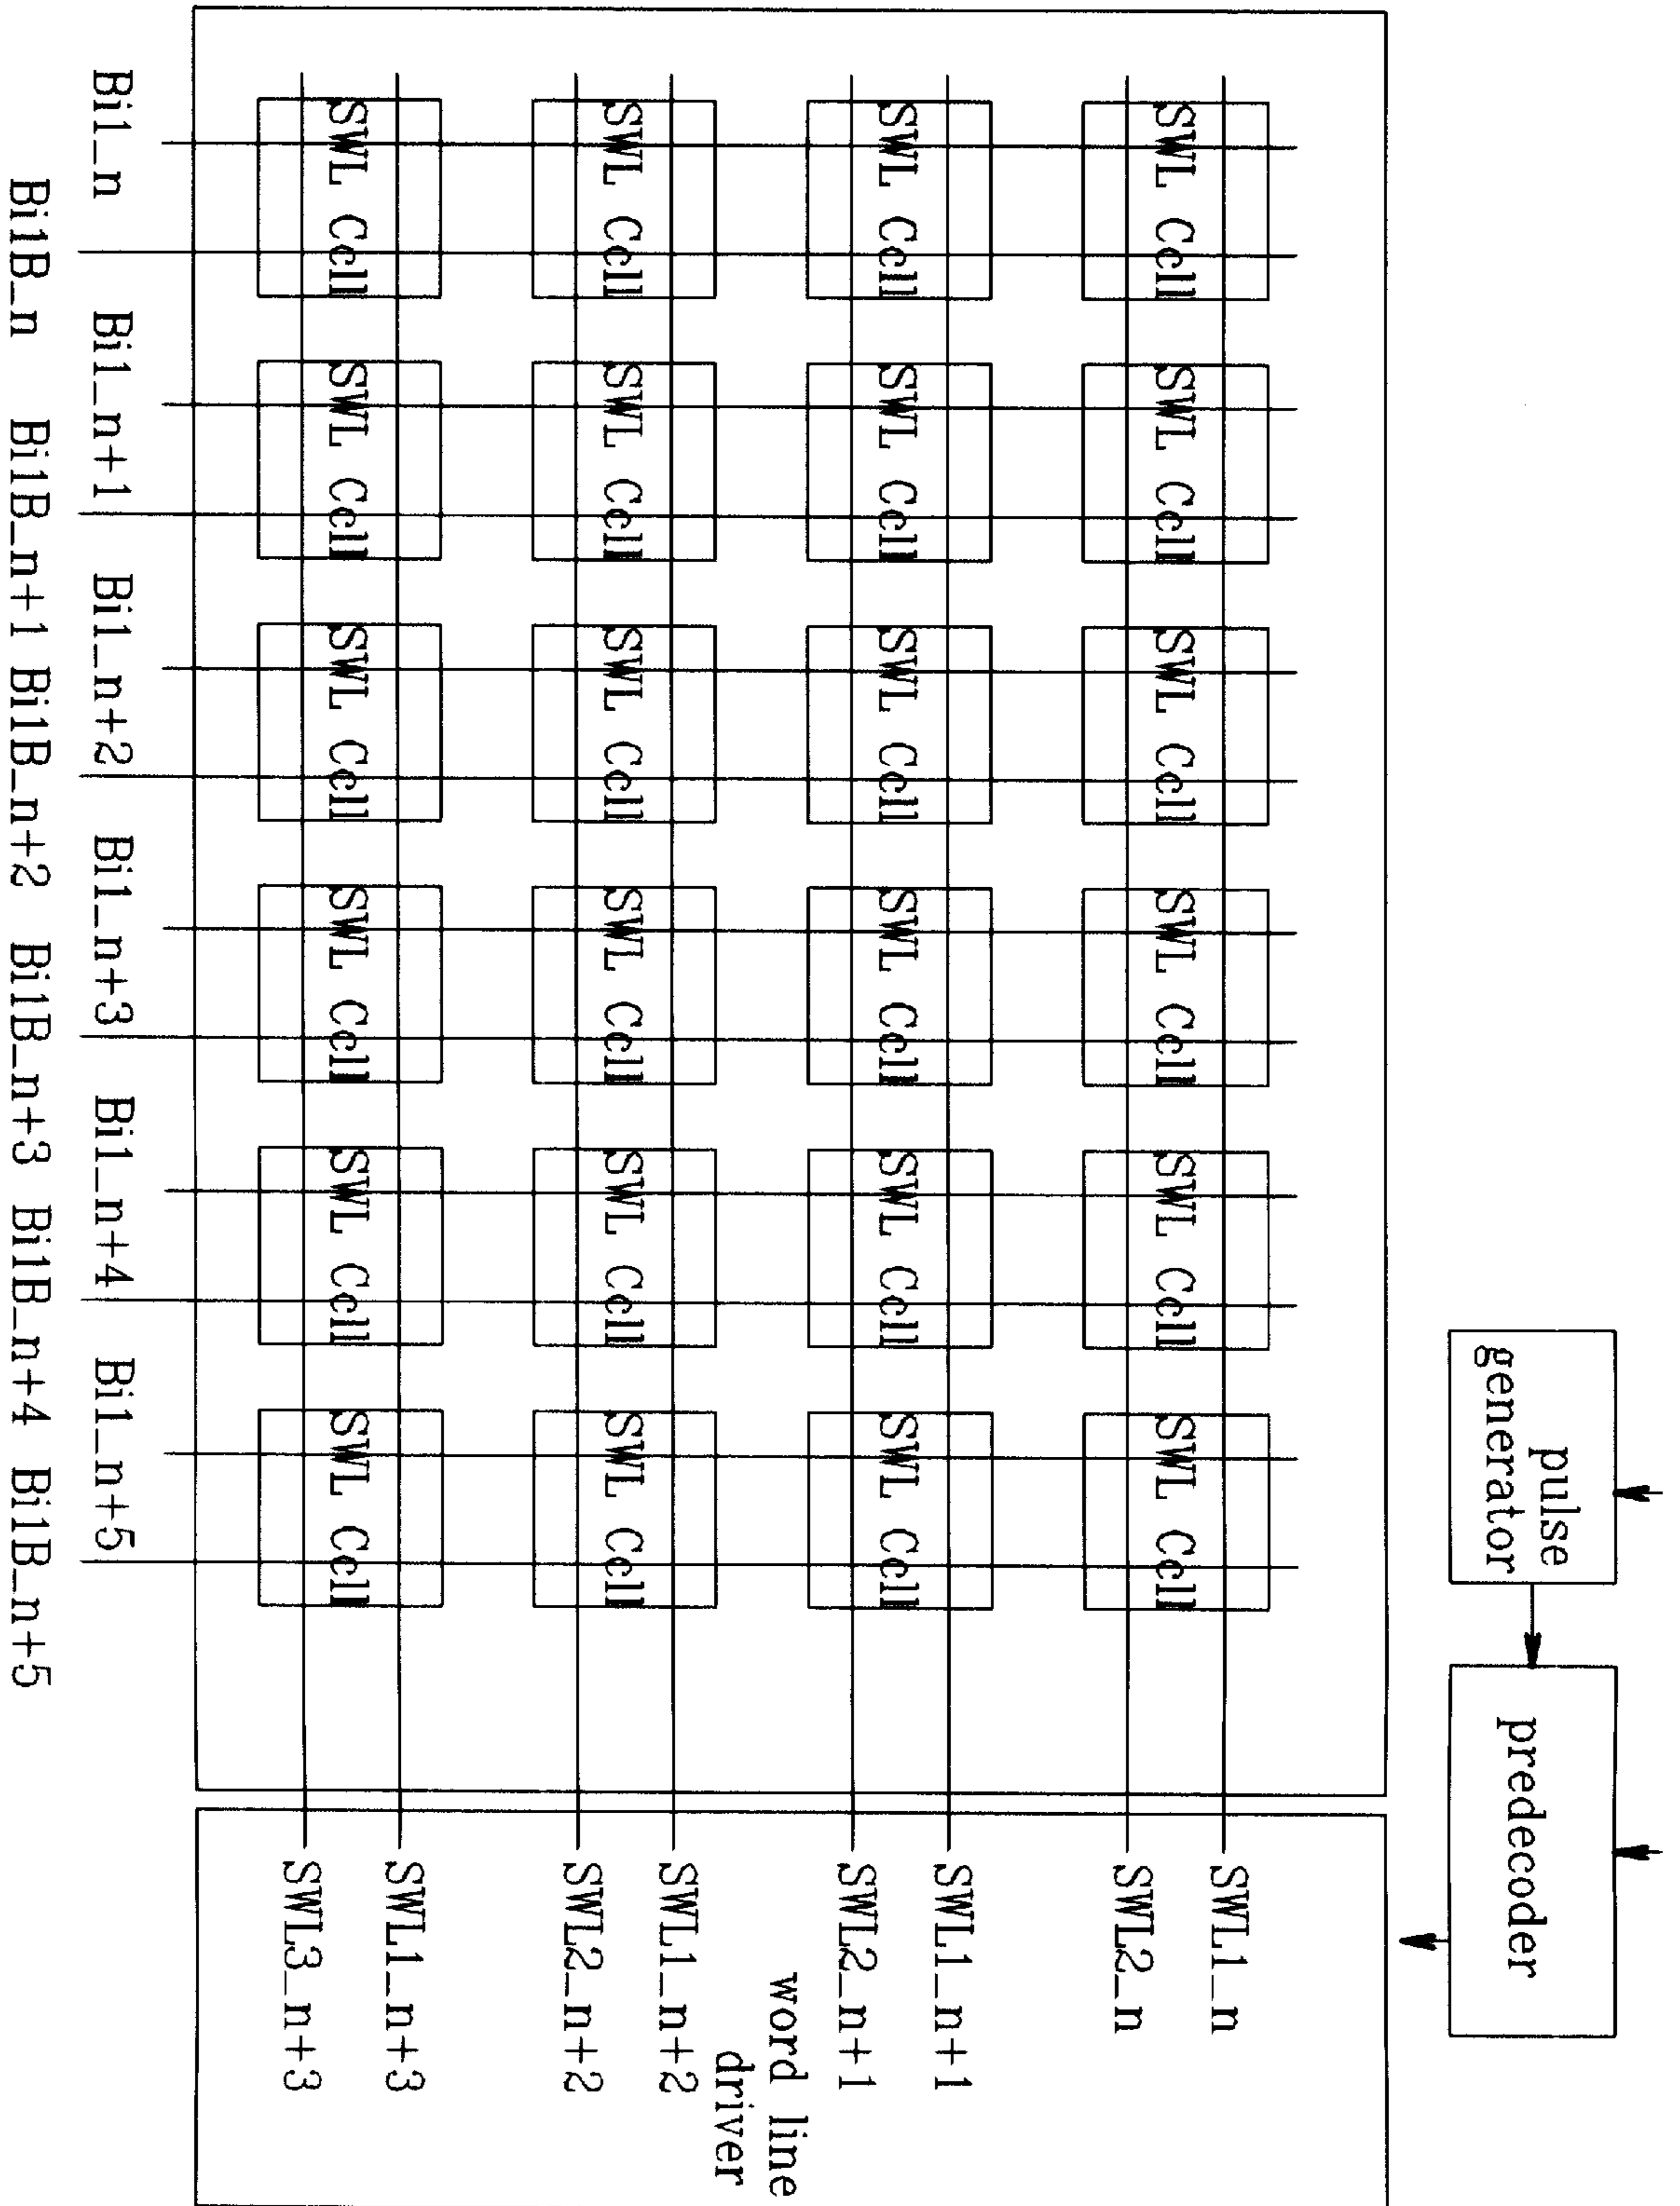 pulse
generator
predecoder
SWL Cell SWL Cell SWL Cell SWL Cell SWL Cell SWL Cell
SWL1_n
SWL2_n
SWL Cell SWL Cell SWL Cell SWL Cell SWL Cell SWL Cell
SWL1_n+1
SWL2_n+1
word line
driver
SWL Cell SWL Cell SWL Cell SWL Cell SWL Cell SWL Cell
SWL1_n+2
SWL2_n+2
SWL Cell SWL Cell SWL Cell SWL Cell SWL Cell SWL Cell
SWL1_n+3
SWL3_n+3
Bi1_n Bi1_n+1 Bi1_n+2 Bi1_n+3 Bi1_n+4 Bi1_n+5
Bi1B_n Bi1B_n+1 Bi1B_n+2 Bi1B_n+3 Bi1B_n+4 Bi1B_n+5